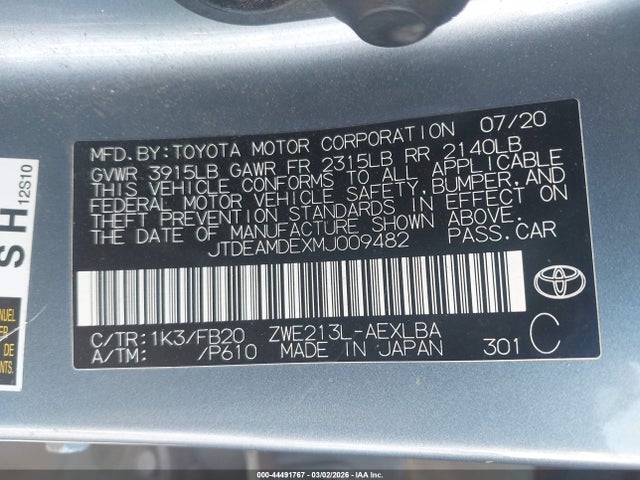 MFD.BY:TOYOTA MOTOR CORPORATION 07/20
GVWR 3915LB GAWR FR 2315LB RR 2140LB
THIS VEHICLE CONFORMS TO ALL APPLICABLE
FEDERAL MOTOR VEHICLE SAFETY,BUMPER,AND
THEFT PREVENTION STANDARDS IN EFFECT ON
THE DATE OF MANUFACTURE SHOWN ABOVE.
JTDEAMDEXMJ009482 PASS.CAR
C/TR:1K3/FB20 ZWE213L-AEXLBA
A/TM: /P610 MADE IN JAPAN 301 C
TOYOTA
SH
12S10
NUEL
000-44491767 | 03/02/2026 | IAA, Inc.